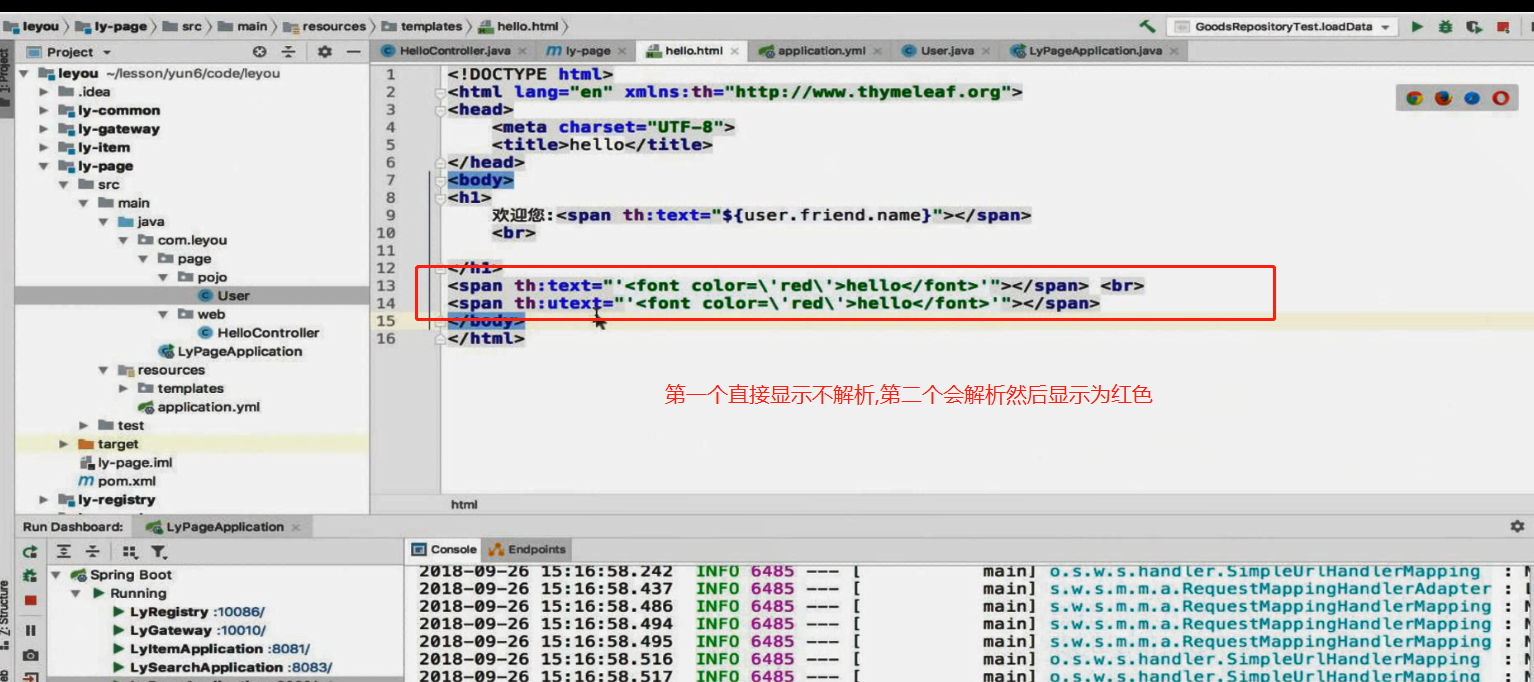 leyou ly-page src main resources templates hello.html GoodsRepositoryTest.loadData
Project HelloController.java ly-page hello.html application.yml User.java LyPageApplication.java
1: Project
leyou ~/lesson/yun6/code/leyou
.idea
ly-common
ly-gateway
ly-item
ly-page
src
main
java
com.leyou
page
pojo
User
web
HelloController
LyPageApplication
resources
templates
application.yml
test
target
ly-page.iml
pom.xml
ly-registry
1 <!DOCTYPE html>
2 <html lang="en" xmlns:th="http://www.thymeleaf.org">
3 <head>
4 <meta charset="UTF-8">
5 <title>hello</title>
6 </head>
7 <body>
8 <h1>
9 欢迎您:<span th:text="${user.friend.name}"></span>
10 <br>
11
12 </h1>
13 <span th:text="'<font color=\'red\'>hello</font>'"></span> <br>
14 <span th:utext="'<font color=\'red\'>hello</font>'"></span>
15 </body>
16 </html>
第一个直接显示不解析,第二个会解析然后显示为红色
html
Run Dashboard: LyPageApplication
Console Endpoints
Z: Structure
Spring Boot
Running
LyRegistry :10086/
LyGateway :10010/
LyItemApplication :8081/
LySearchApplication :8083/
2018-09-26 15:16:58.242 INFO 6485 --- [ main] o.s.w.s.handler.SimpleUrlHandlerMapping :
2018-09-26 15:16:58.437 INFO 6485 --- [ main] s.w.s.m.m.a.RequestMappingHandlerAdapter :
2018-09-26 15:16:58.486 INFO 6485 --- [ main] s.w.s.m.m.a.RequestMappingHandlerMapping :
2018-09-26 15:16:58.494 INFO 6485 --- [ main] s.w.s.m.m.a.RequestMappingHandlerMapping :
2018-09-26 15:16:58.495 INFO 6485 --- [ main] s.w.s.m.m.a.RequestMappingHandlerMapping :
2018-09-26 15:16:58.516 INFO 6485 --- [ main] o.s.w.s.handler.SimpleUrlHandlerMapping :
2018-09-26 15:16:58.517 INFO 6485 --- [ main] o.s.w.s.handler.SimpleUrlHandlerMapping :